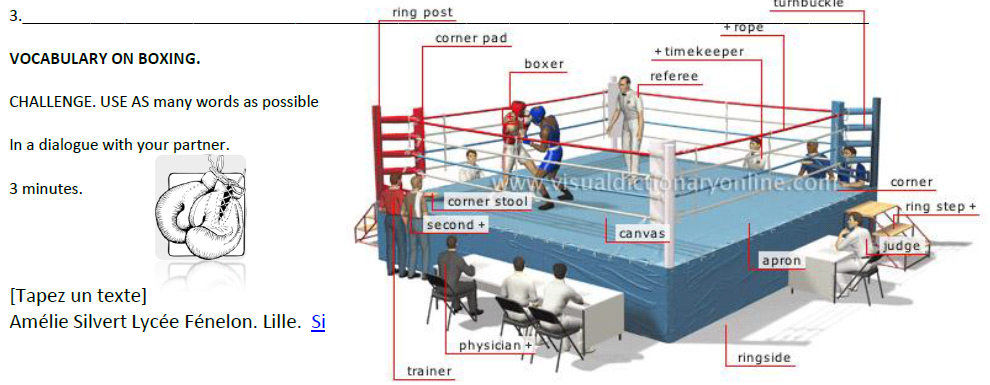 3.
VOCABULARY ON BOXING.
CHALLENGE. USE AS many words as possible
In a dialogue with your partner.
3 minutes.
[Tapez un texte]
Amélie Silvert Lycée Fénelon. Lille. Si
ring post
turnbuckle
+ rope
corner pad
+ timekeeper
boxer
referee
www.visualdictionaryonline.com
corner
corner stool
ring step +
second +
canvas
judge
apron
physician +
ringside
trainer